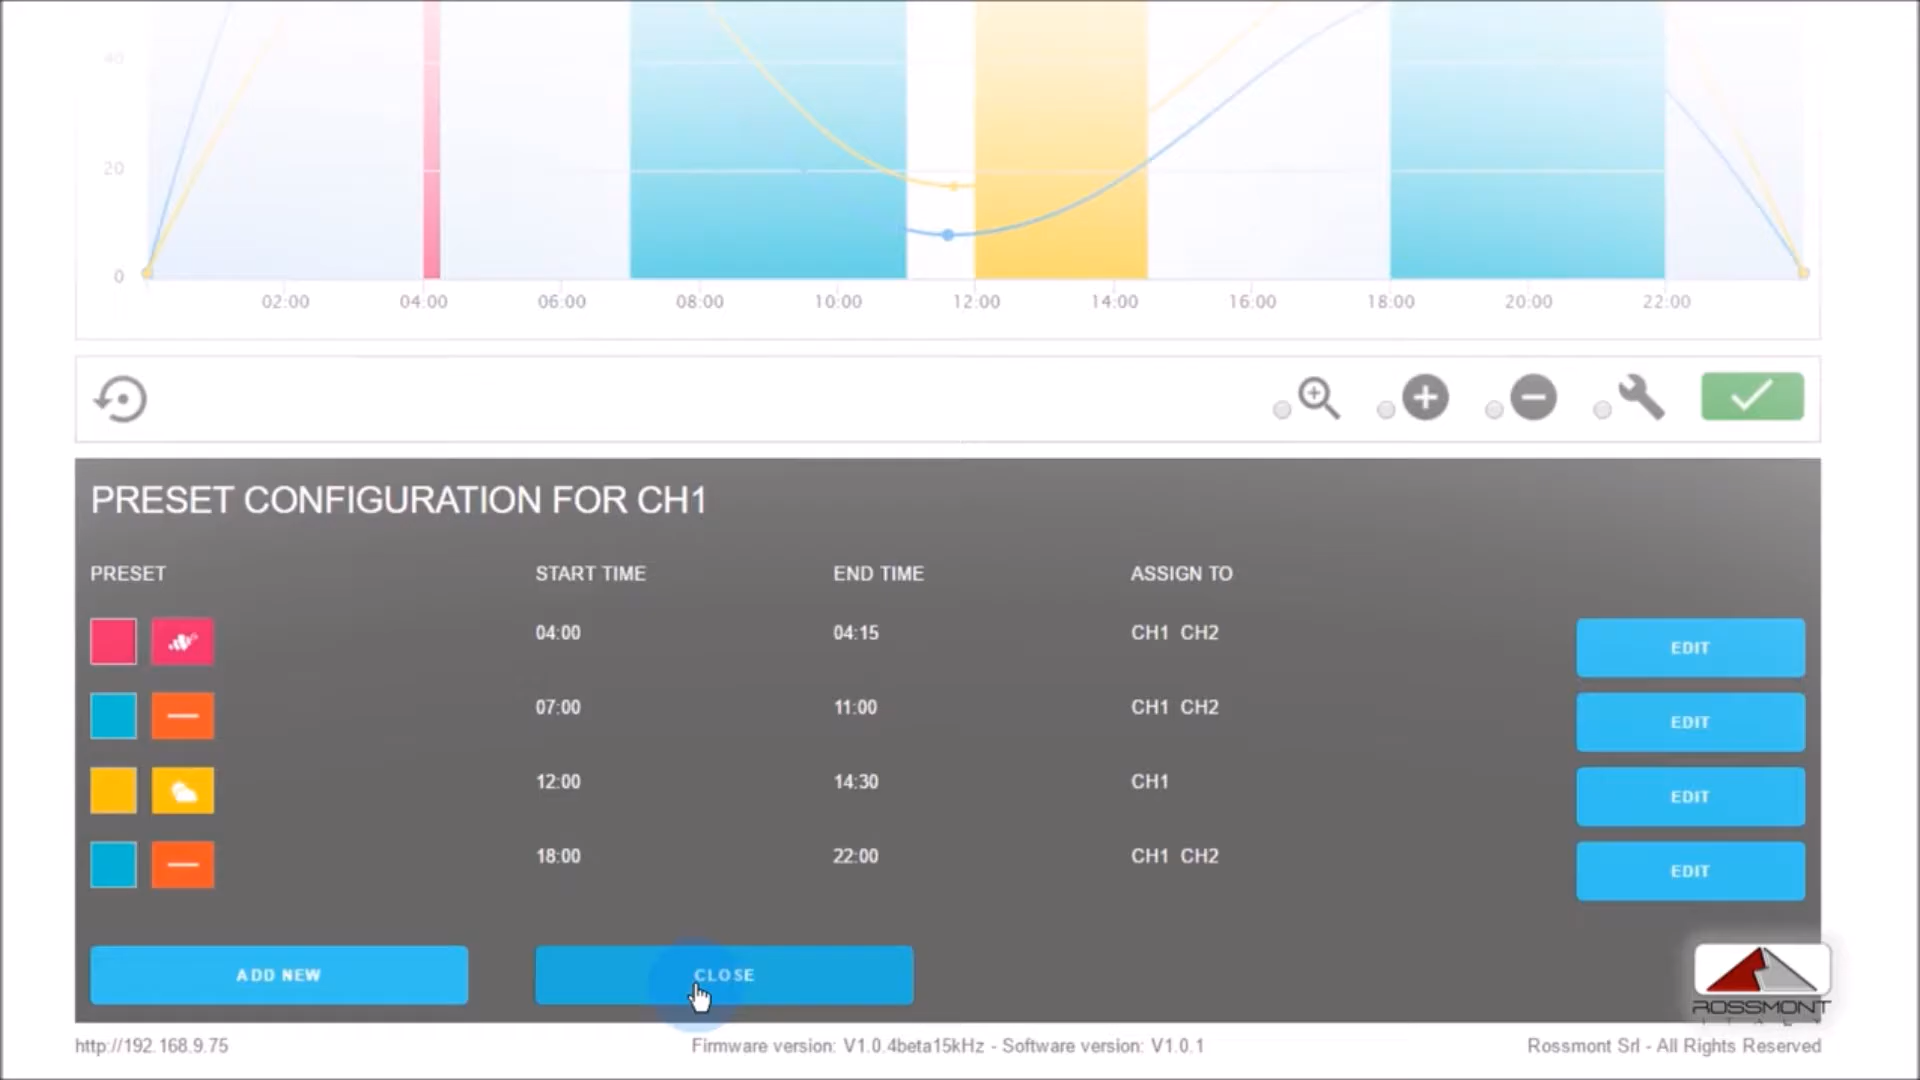 40
20
0
02:00 04:00 06:00 08:00 10:00 12:00 14:00 16:00 18:00 20:00 22:00
PRESET CONFIGURATION FOR CH1
PRESET START TIME END TIME ASSIGN TO
04:00 04:15 CH1 CH2 EDIT
07:00 11:00 CH1 CH2 EDIT
12:00 14:30 CH1 EDIT
18:00 22:00 CH1 CH2 EDIT
ADD NEW CLOSE
ROSSMONT
ITALY
http://192.168.9.75 Firmware version: V1.0.4beta15kHz - Software version: V1.0.1 Rossmont Srl - All Rights Reserved